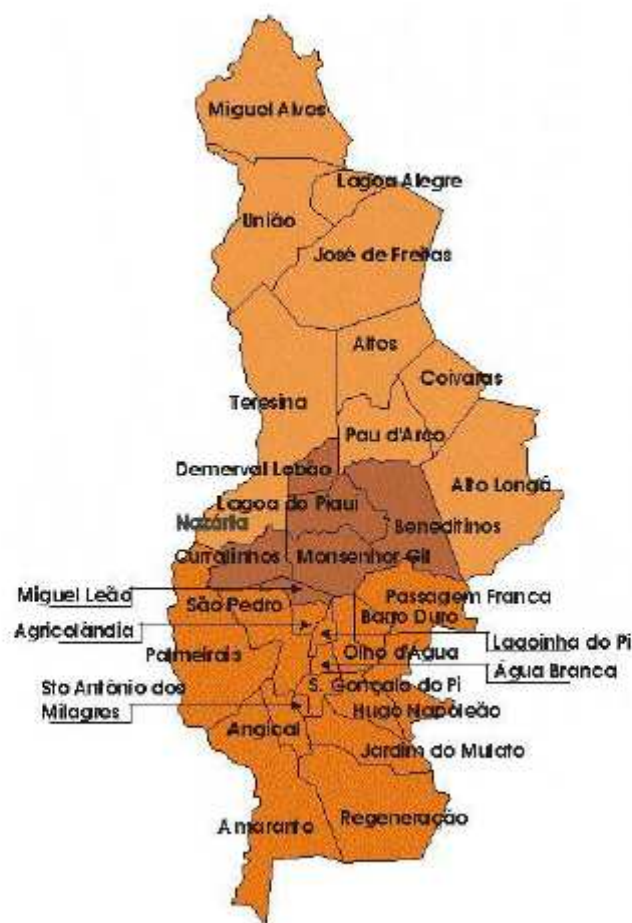 Miguel Alves
Lagoa Alegre
União
José de Freitas
Altos
Coivaras
Teresina
Pau d'Arco
Demerval Lobão
Alto Longá
Lagoa do Piauí
Nazária
Beneditinos
Curralinhos
Monsenhor Gil
Miguel Leão
São Pedro
Passagem Franca
Barro Duro
Agricolândia
Lagoinha do Pi
Palmeirais
Olho d'Água
Água Branca
Sto Antônio dos
Milagres
S. Gonçalo do Pi
Hugo Napoleão
Angical
Jardim do Mulato
Amarante
Regeneração